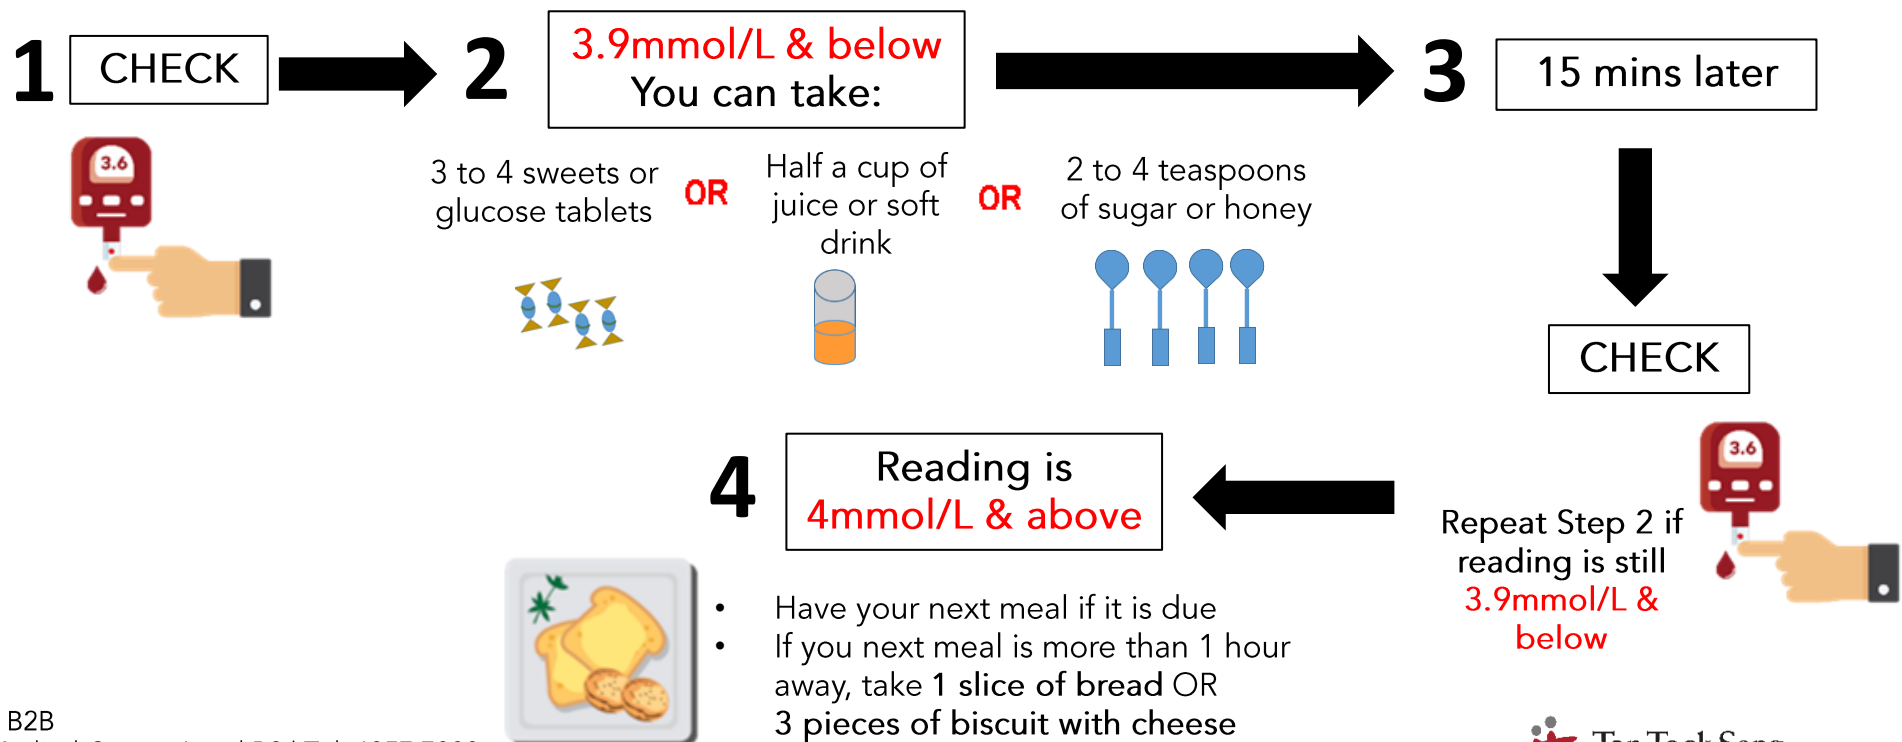 1 CHECK
2
3.9mmol/L & below
You can take:
3
15 mins later
3.6
3 to 4 sweets or
glucose tablets
OR
Half a cup of
juice or soft
drink
OR
2 to 4 teaspoons
of sugar or honey
CHECK
3.6
Repeat Step 2 if
reading is still
3.9mmol/L &
below
4
Reading is
4mmol/L & above
• Have your next meal if it is due
• If you next meal is more than 1 hour
away, take 1 slice of bread OR
3 pieces of biscuit with cheese
B2B
Tan Tock Seng